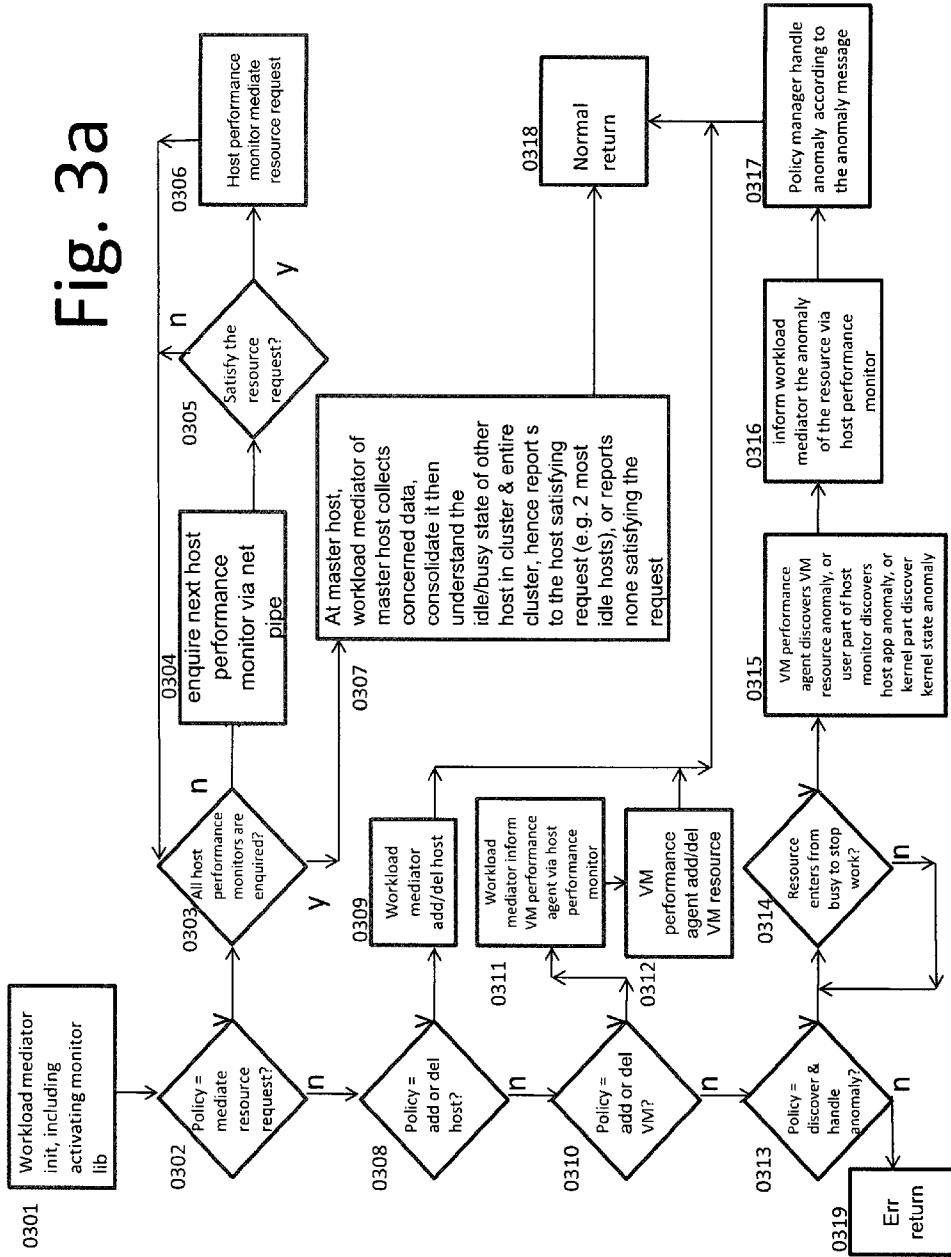 Fig. 3a
0301
Workload mediator
init, including
activating monitor
lib
0302
Policy =
mediate
resource
request?
y
n
0303
All host
performance
monitors are
enquired?
n
y
0304
enquire next host
performance
monitor via net
pipe
0305
Satisfy the
resource
request?
n
y
0306
Host performance
monitor mediate
resource request
0307
At master host,
workload mediator of
master host collects
concerned data,
consolidate it then
understand the
idle/busy state of other
host in cluster & entire
cluster, hence report s
to the host satisfying
request (e.g. 2 most
idle hosts), or reports
none satisfying the
request
0308
Policy =
add or del
host?
y
n
0309
Workload
mediator
add/del host
0310
Policy =
add or del
VM?
y
n
0311
Workload
mediator inform
VM performance
agent via host
performance
monitor
0312
VM
performance
agent add/del
VM resource
0313
Policy =
discover &
handle
anomaly?
y
n
0314
Resource
enters from
busy to stop
work?
y
n
0315
VM performance
agent discovers VM
resource anomaly, or
user part of host
monitor discovers
host app anomaly, or
kernel part discover
kernel state anomaly
0316
inform workload
mediator the anomaly
of the resource via
host performance
monitor
0317
Policy manager handle
anomaly according to
the anomaly message
0318
Normal
return
0319
Err
return